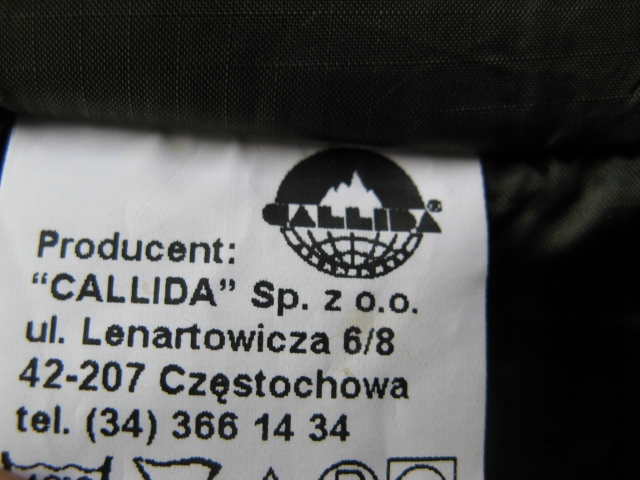 CALLIDA®
Producent:
“CALLIDA” Sp. z o.o.
ul. Lenartowicza 6/8
42-207 Częstochowa
tel. (34) 366 14 34